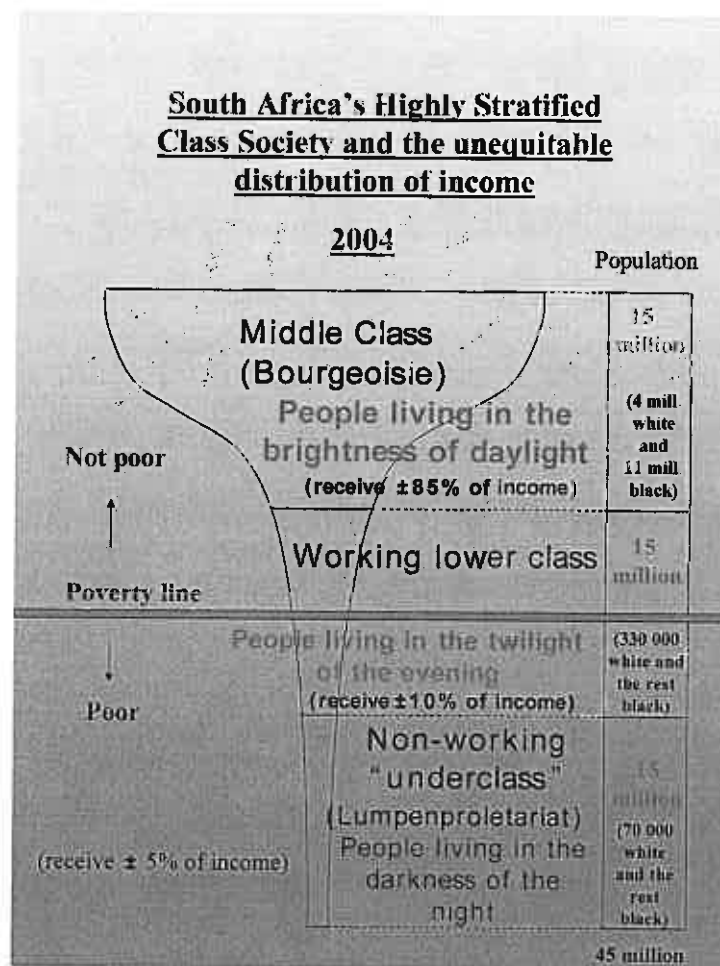 South Africa's Highly Stratified
Class Society and the unequitable
distribution of income
2004
Population
Middle Class
(Bourgeoisie)
People living in the
brightness of daylight
(receive ±85% of income)
15
million
(4 mill
white
and
11 mill
black)
Not poor
Working lower class
15
million
Poverty line
People living in the twilight
of the evening
(receive ±10% of income)
(330 000
white and
the rest
black)
Poor
Non-working
"underclass"
(Lumpenproletariat)
People living in the
darkness of the
night
15
million
(70 000
white
and the
rest
black)
(receive ± 5% of income)
45 million